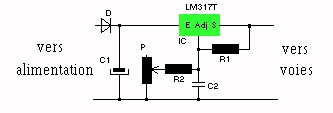 LM317T
D
E Adj S
vers
alimentation
IC
P
R1
vers
voies
C1
R2
C2